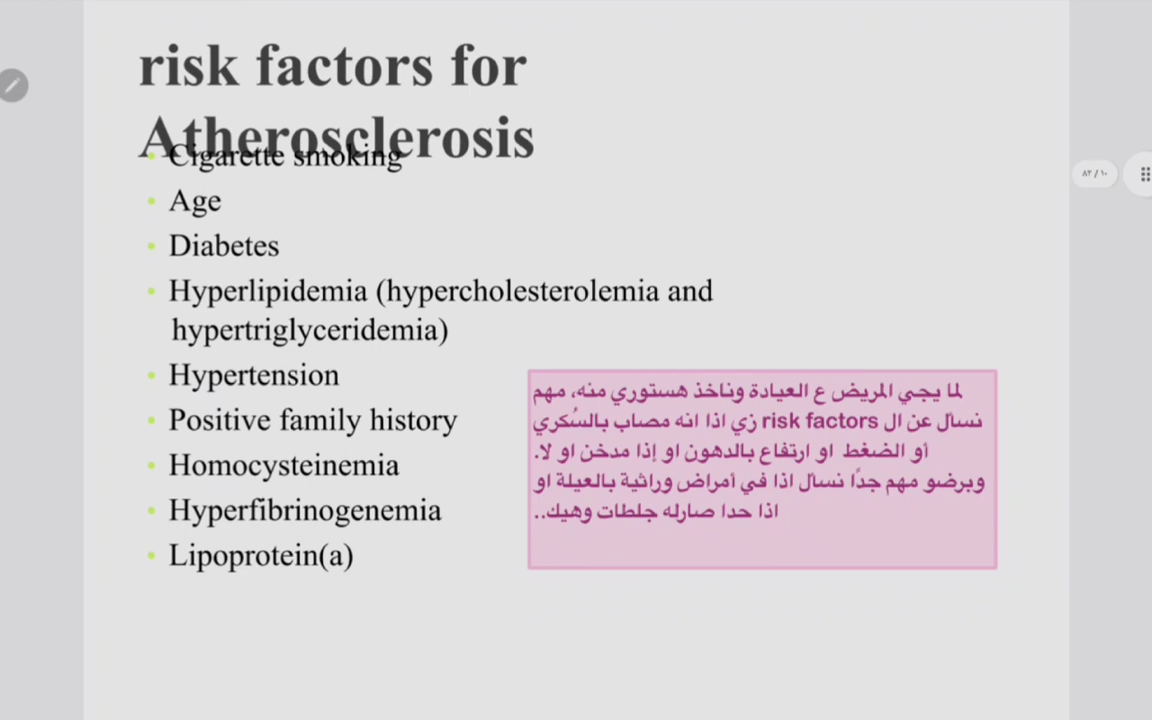 risk factors for
Atherosclerosis
• Cigarette smoking
• Age
• Diabetes
• Hyperlipidemia (hypercholesterolemia and
hypertriglyceridemia)
• Hypertension
• Positive family history
• Homocysteinemia
• Hyperfibrinogenemia
• Lipoprotein(a)
لما يجي المريض ع العيادة وناخذ هستوري منه، مهم
نسأل عن ال risk factors زي اذا انه مصاب بالسُكري
أو الضغط او ارتفاع بالدهون او إذا مدخن او لا.
وبرضو مهم جدًا نسأل اذا في أمراض وراثية بالعيلة او
اذا حدا صارله جلطات وهيك..
٨٢ / ١٠